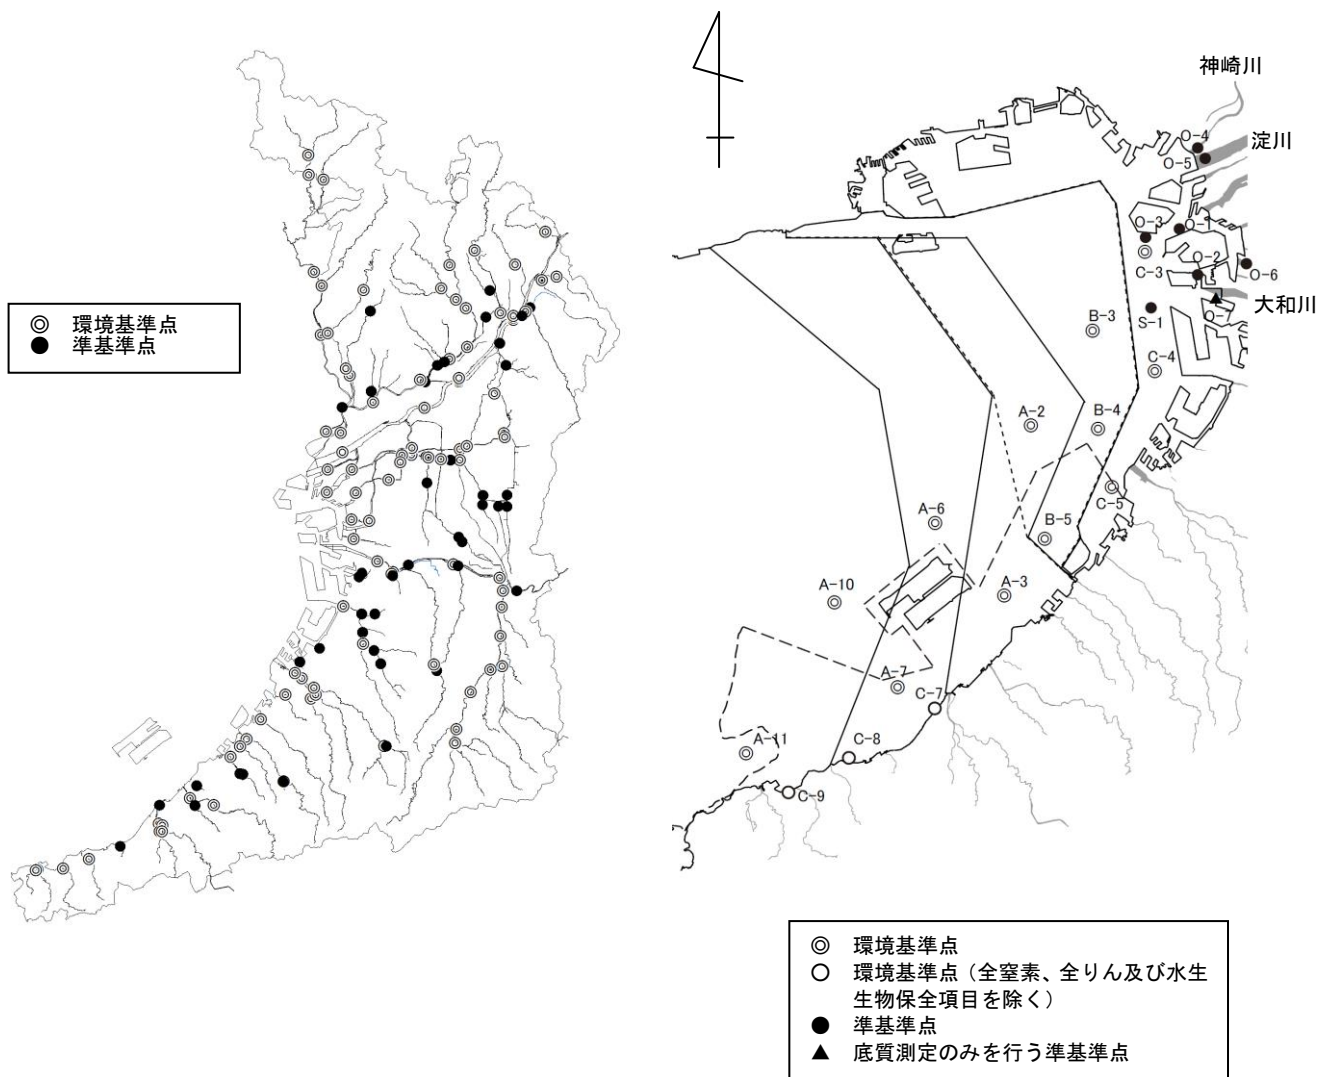 ◎ 環境基準点
● 準基準点
神崎川
O-4
淀川
O-5
O-3
O-1
O-2
C-3
O-6
O-7
大和川
S-1
B-3
C-4
A-2
B-4
C-5
A-6
B-5
A-10
A-3
A-7
C-7
A-11
C-8
C-9
◎ 環境基準点
○ 環境基準点（全窒素、全りん及び水生
生物保全項目を除く）
● 準基準点
▲ 底質測定のみを行う準基準点